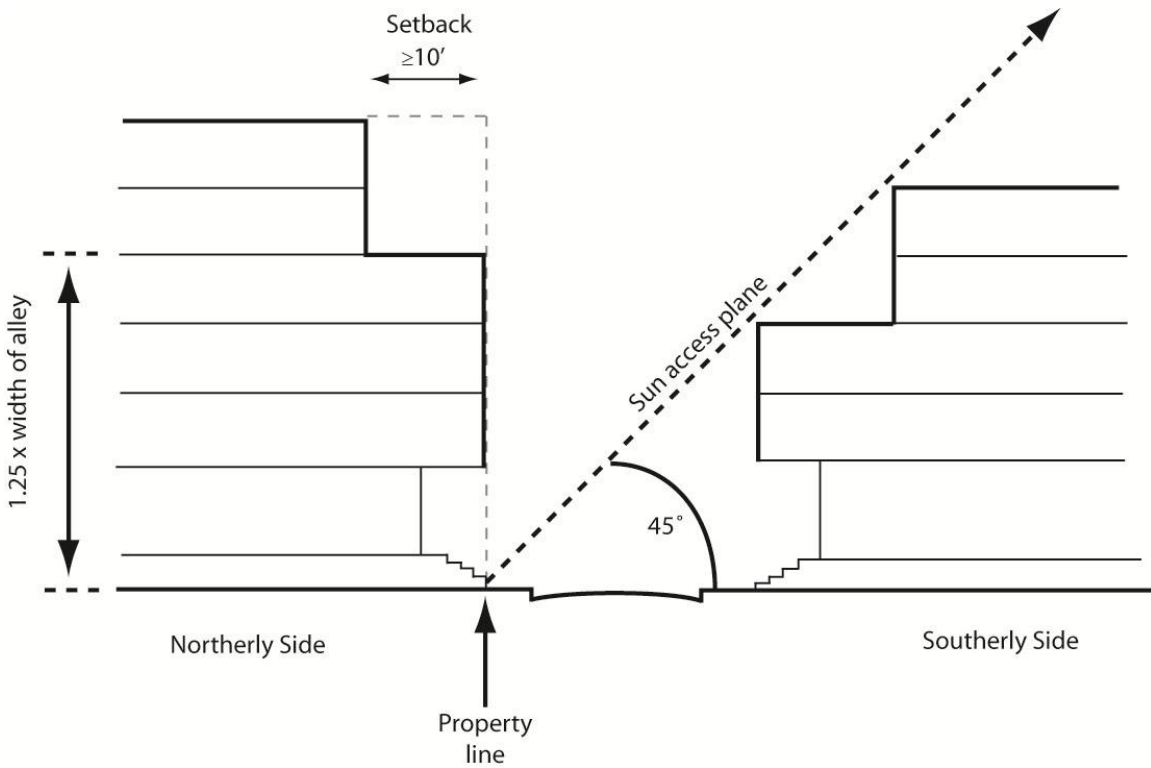 Setback
≥10’
1.25 x width of alley
Sun access plane
45°
Northerly Side
Southerly Side
Property
line